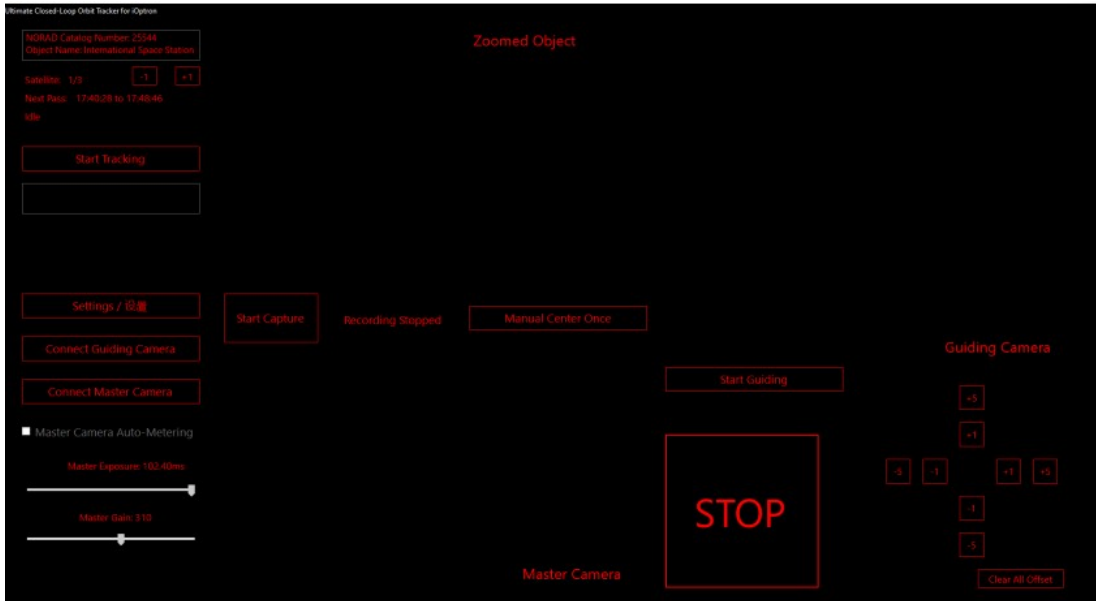 Ultimate Closed-Loop Orbit Tracker for iOptron
NORAD Catalog Number: 25544
Object Name: International Space Station
Satellite: 1/3
-1
+1
Next Pass: 17:40:28 to 17:48:46
Idle
Start Tracking
Zoomed Object
Settings / 设置
Connect Guiding Camera
Connect Master Camera
Master Camera Auto-Metering
Master Exposure: 102.40ms
Master Gain: 310
Start Capture
Recording Stopped
Manual Center Once
Start Guiding
STOP
Master Camera
Guiding Camera
+5
+1
-5 -1 +1 +5
-1
-5
Clear All Offset